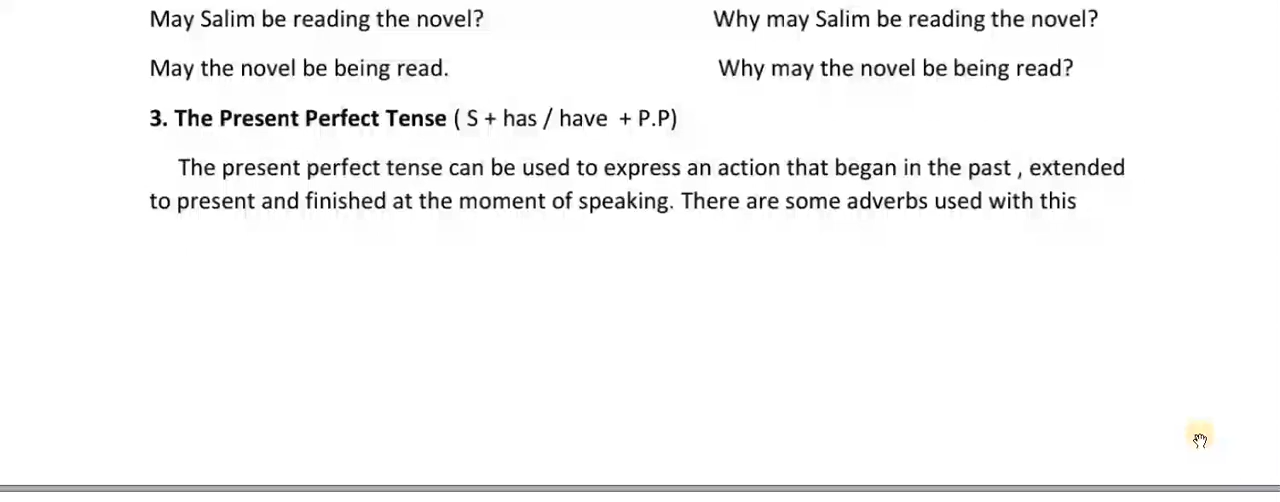 May Salim be reading the novel? Why may Salim be reading the novel?
May the novel be being read. Why may the novel be being read?
3. The Present Perfect Tense ( S + has / have + P.P)
The present perfect tense can be used to express an action that began in the past , extended
to present and finished at the moment of speaking. There are some adverbs used with this